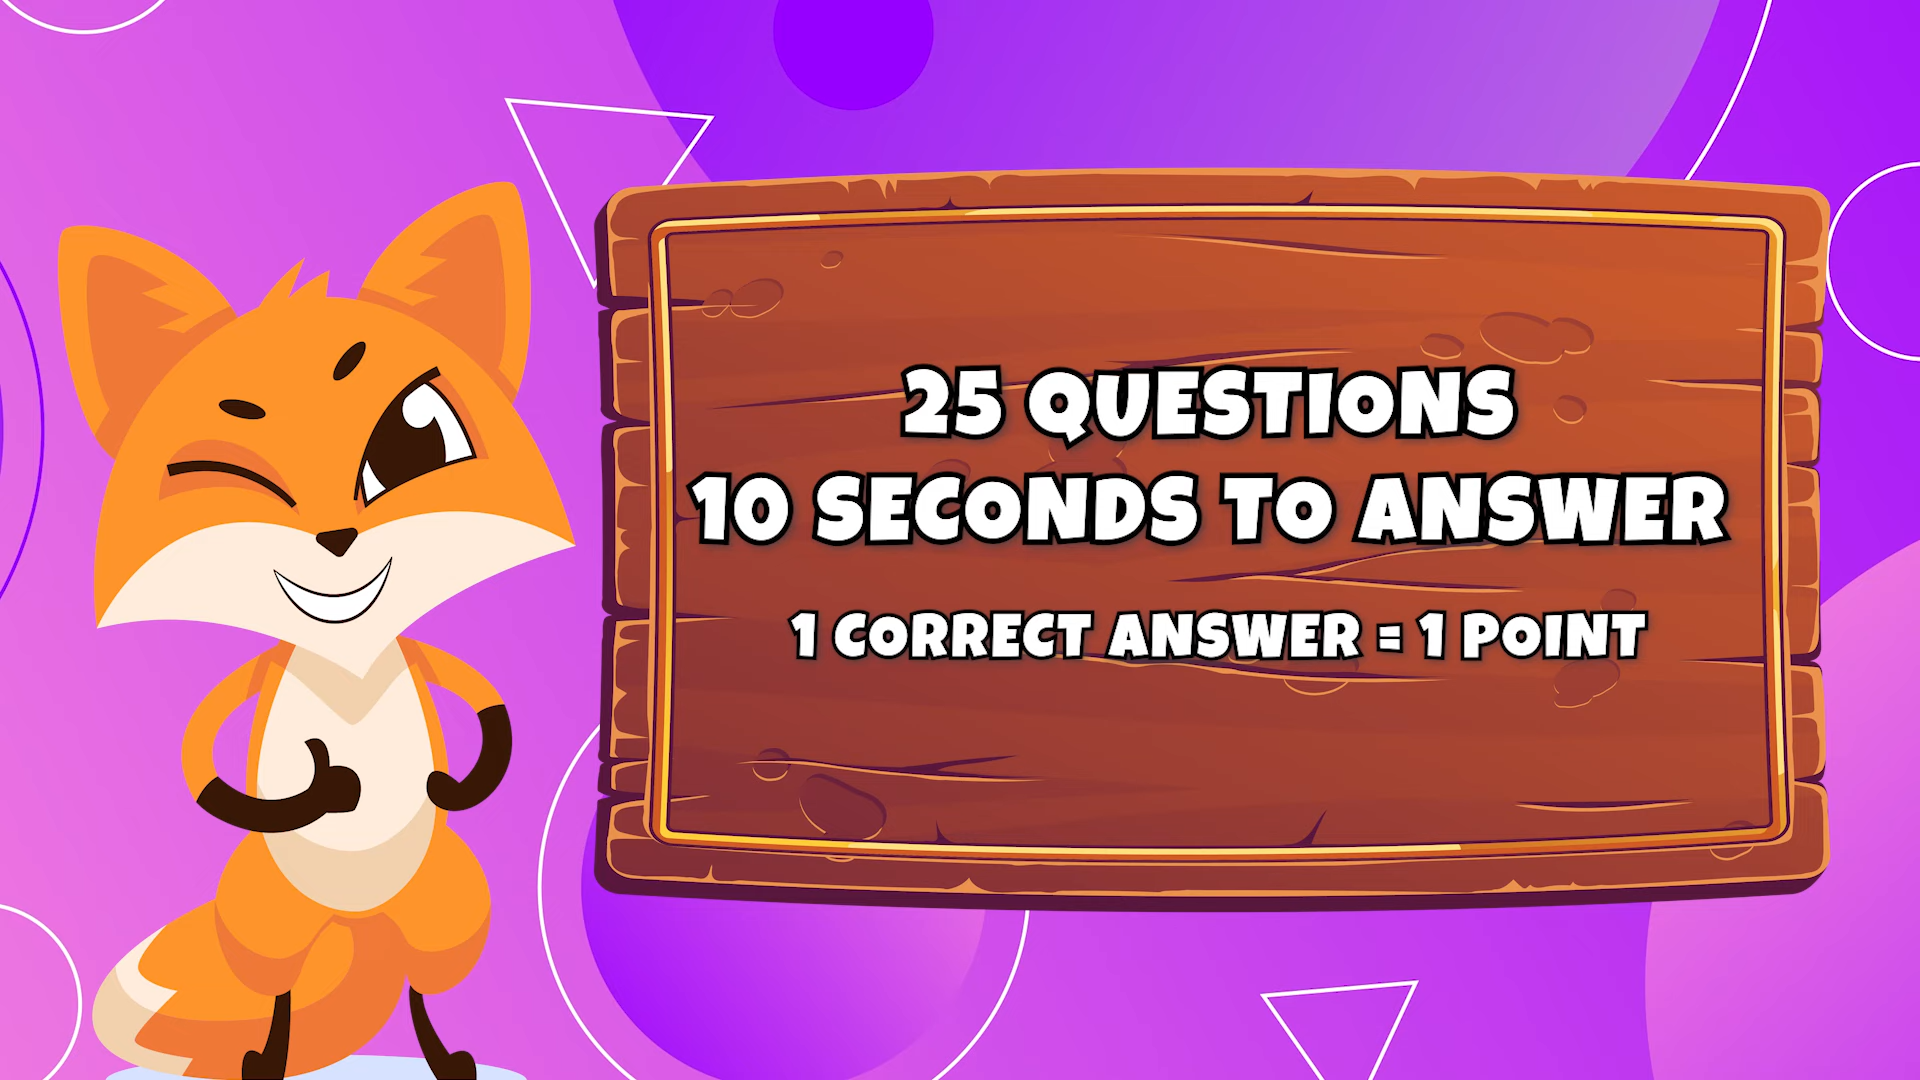 25 QUESTIONS
10 SECONDS TO ANSWER
1 CORRECT ANSWER = 1 POINT